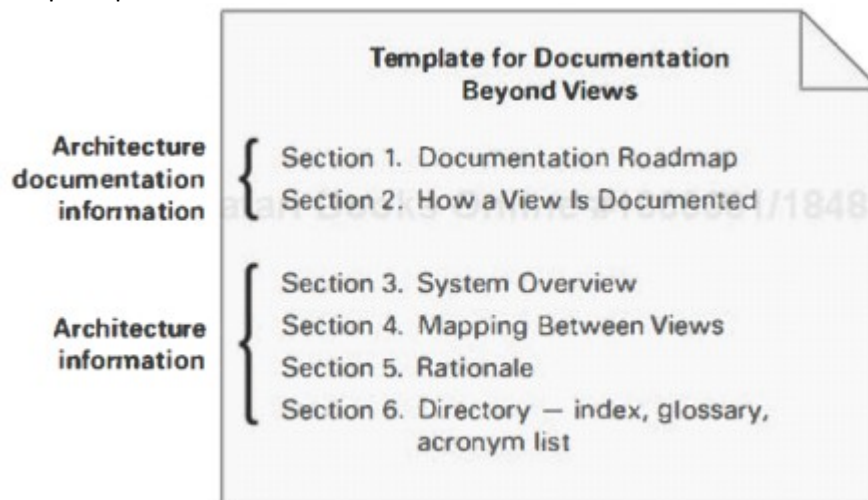 Template for Documentation
Beyond Views
Architecture
documentation
information
Section 1. Documentation Roadmap
Section 2. How a View Is Documented
Architecture
information
Section 3. System Overview
Section 4. Mapping Between Views
Section 5. Rationale
Section 6. Directory — index, glossary,
acronym list